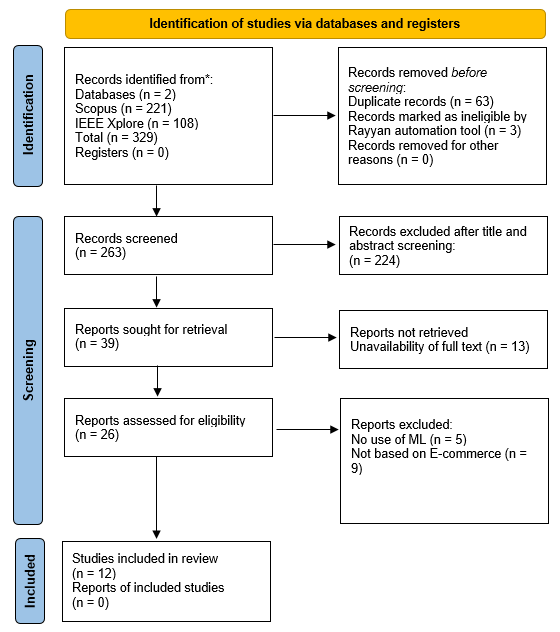 Identification of studies via databases and registers
Identification
Records identified from*:
Databases (n = 2)
Scopus (n = 221)
IEEE Xplore (n = 108)
Total (n = 329)
Registers (n = 0)
Records removed before
screening:
Duplicate records (n = 63)
Records marked as ineligible by
Rayyan automation tool (n = 3)
Records removed for other
reasons (n = 0)
Screening
Records screened
(n = 263)
Records excluded after title and
abstract screening:
(n = 224)
Reports sought for retrieval
(n = 39)
Reports not retrieved
Unavailability of full text (n = 13)
Reports assessed for eligibility
(n = 26)
Reports excluded:
No use of ML (n = 5)
Not based on E-commerce (n =
9)
Included
Studies included in review
(n = 12)
Reports of included studies
(n = 0)